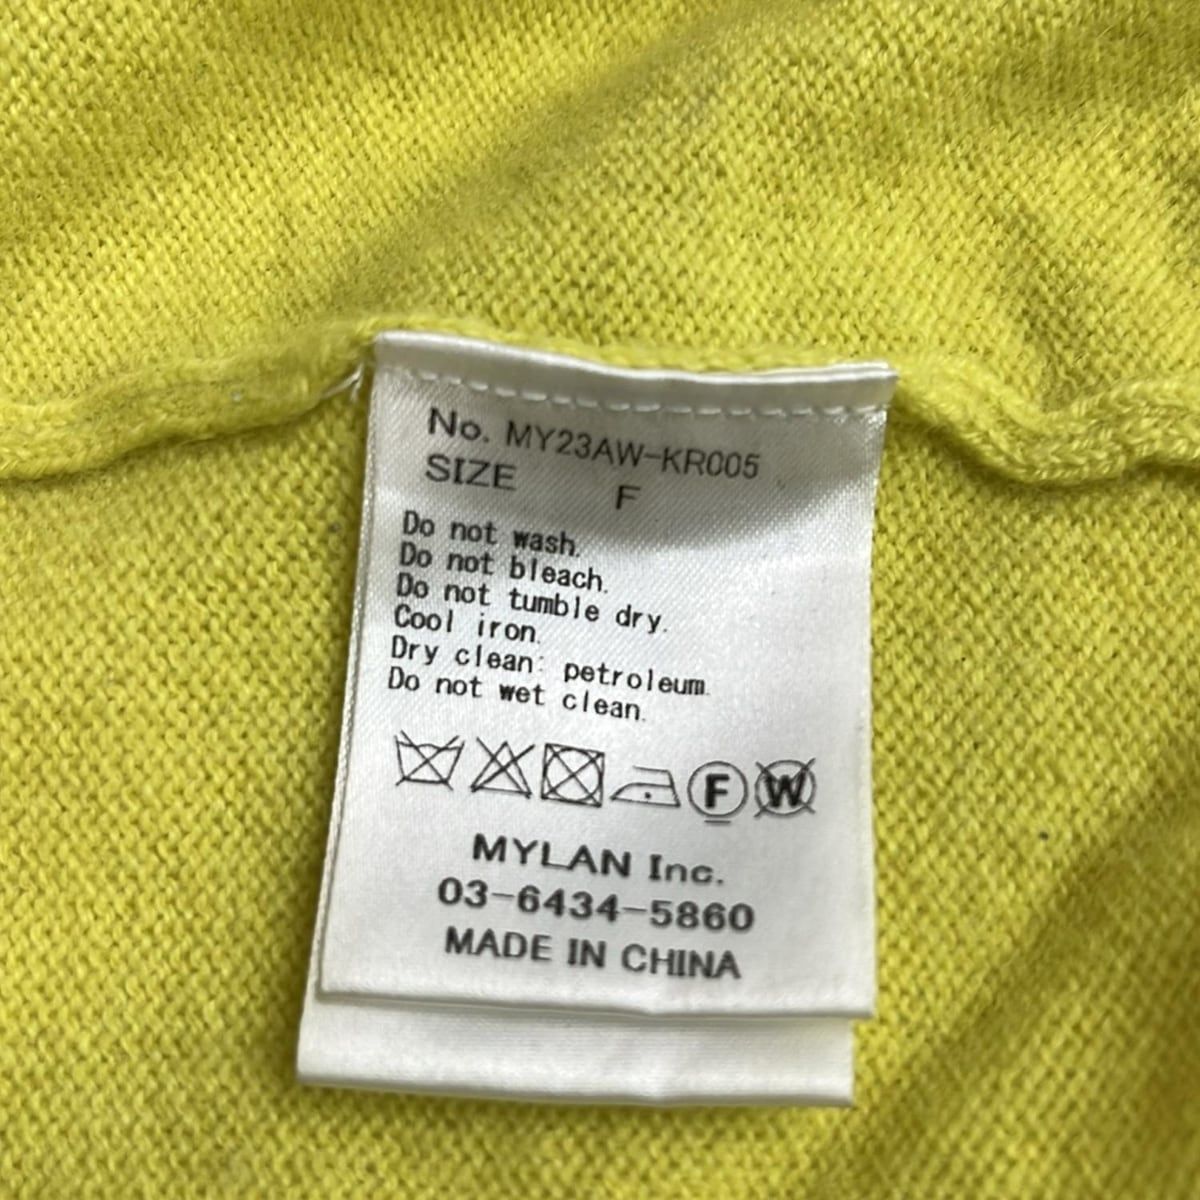 No. MY23AW-KR005
SIZE F
Do not wash.
Do not bleach.
Do not tumble dry.
Cool iron.
Dry clean: petroleum.
Do not wet clean.
F W
MYLAN Inc.
03-6434-5860
MADE IN CHINA